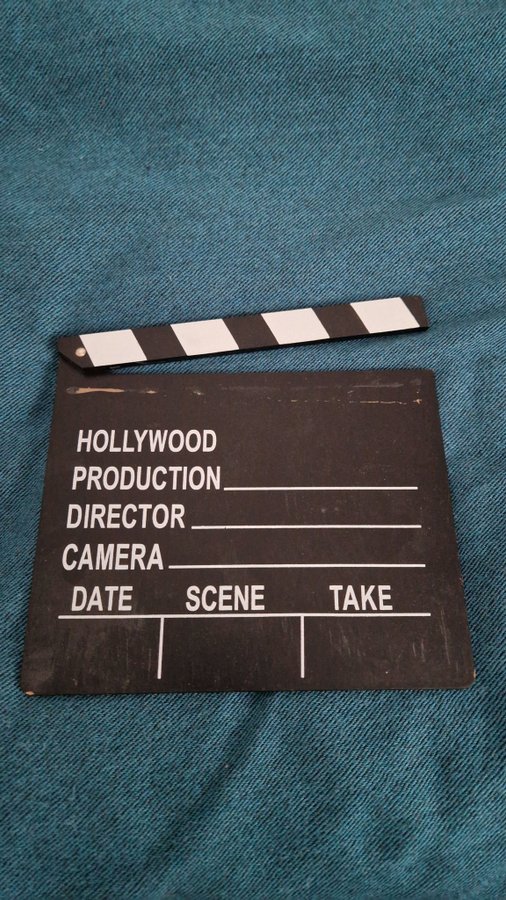 HOLLYWOOD
PRODUCTION
DIRECTOR
CAMERA
DATE SCENE TAKE